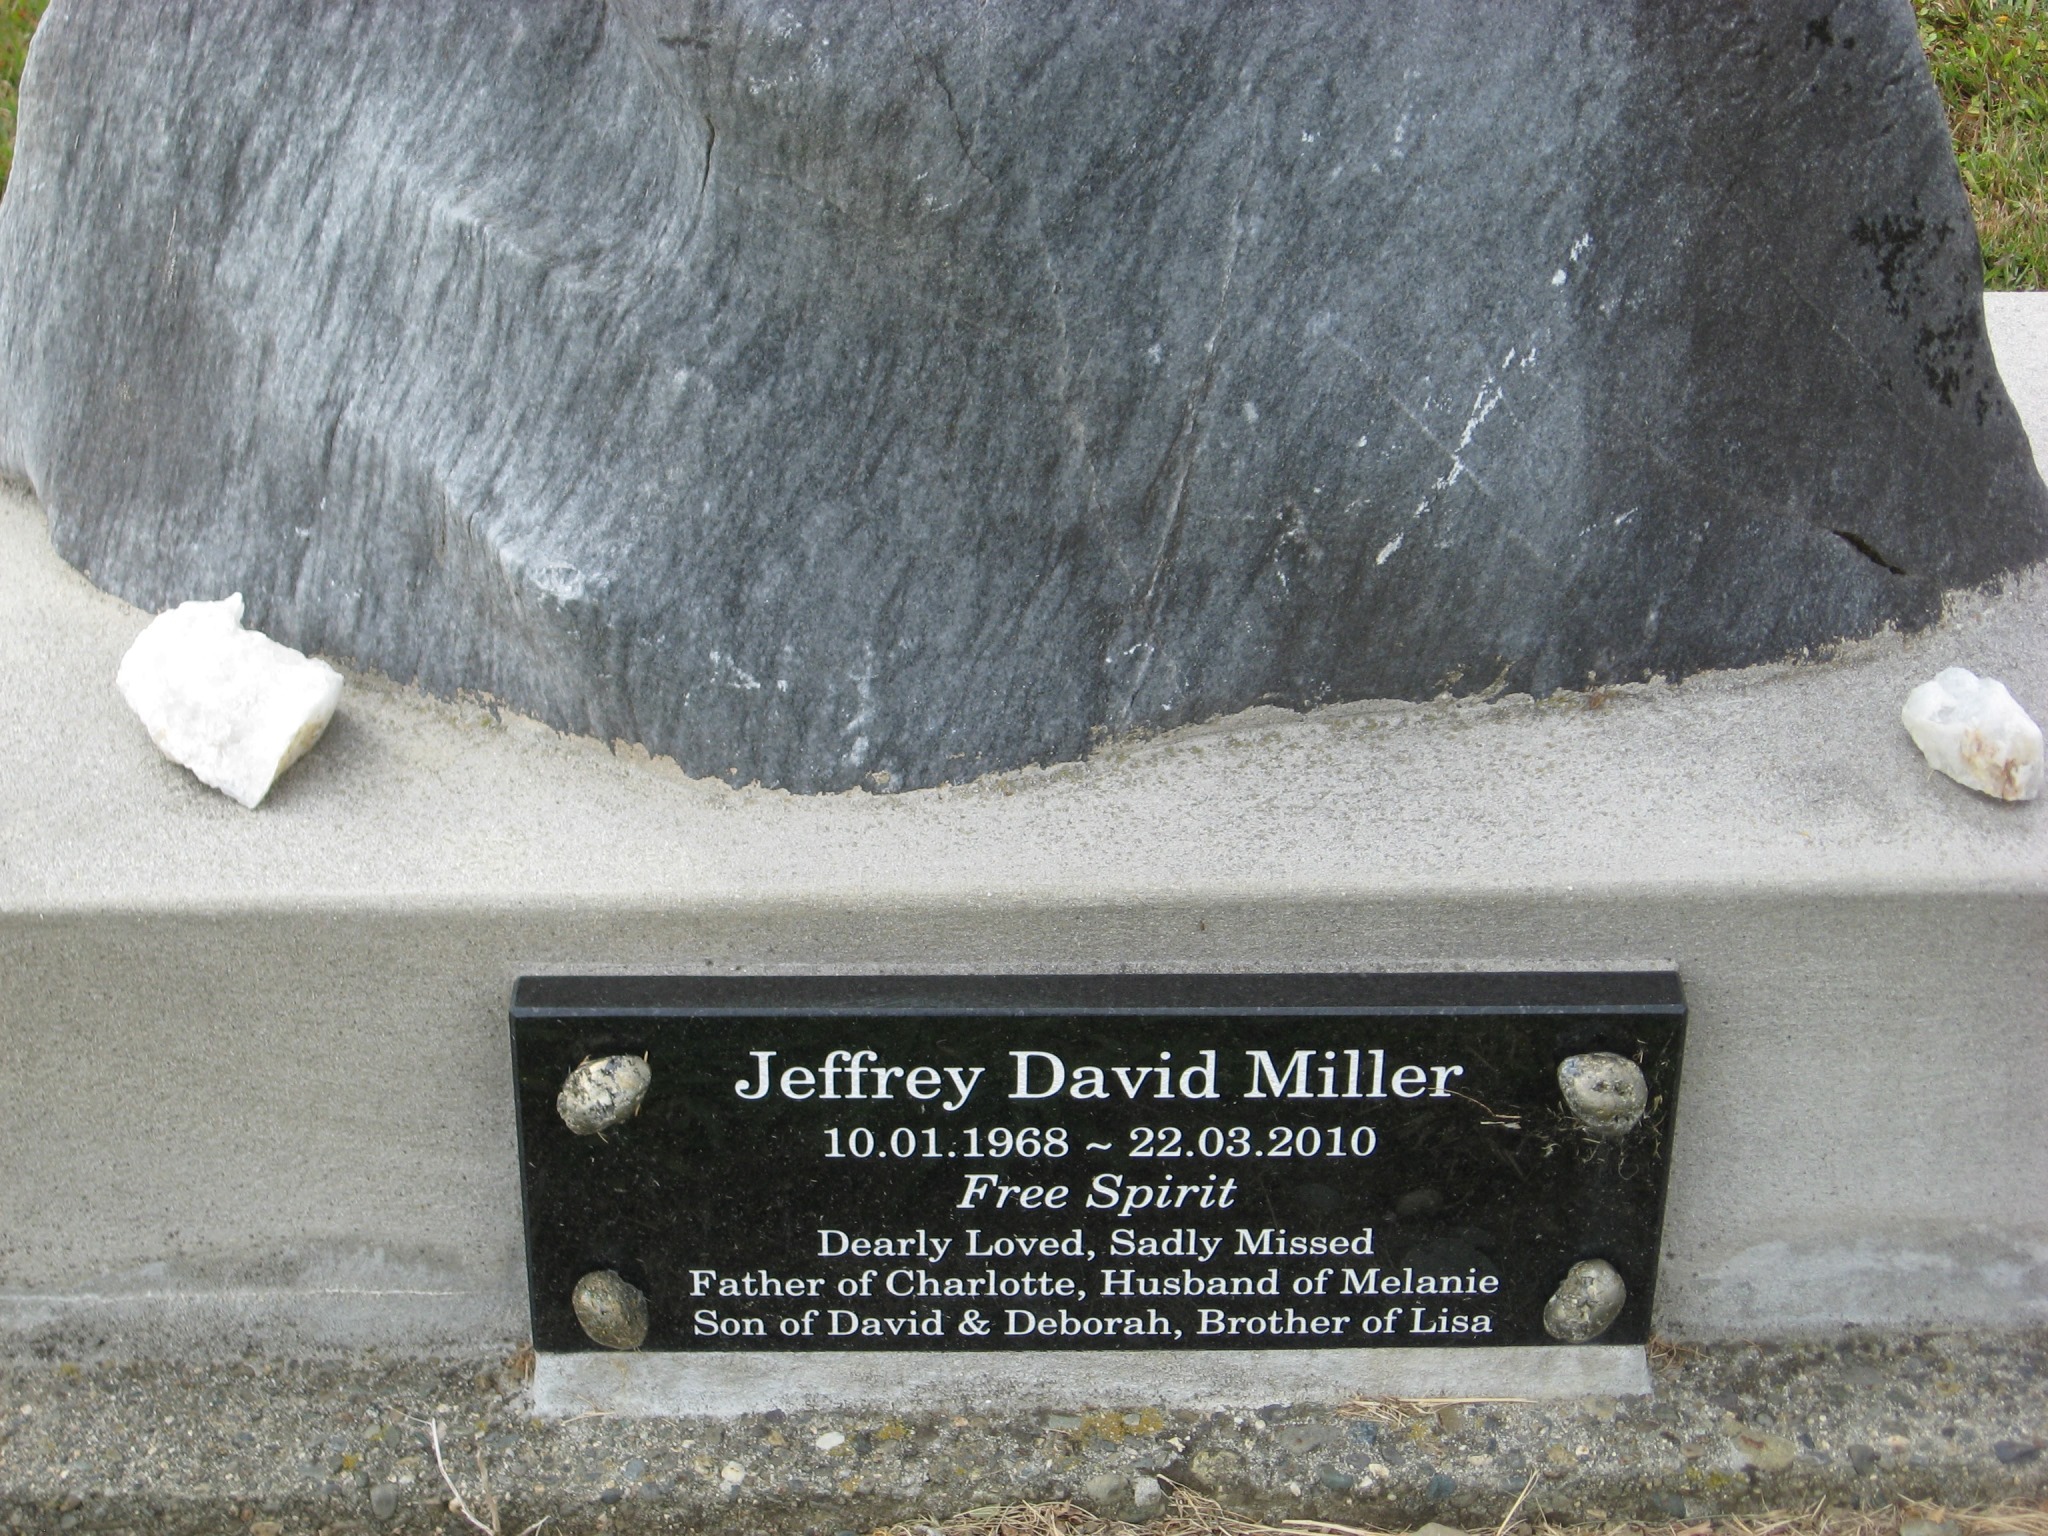 Jeffrey David Miller
10.01.1968 ~ 22.03.2010
Free Spirit
Dearly Loved, Sadly Missed
Father of Charlotte, Husband of Melanie
Son of David & Deborah, Brother of Lisa